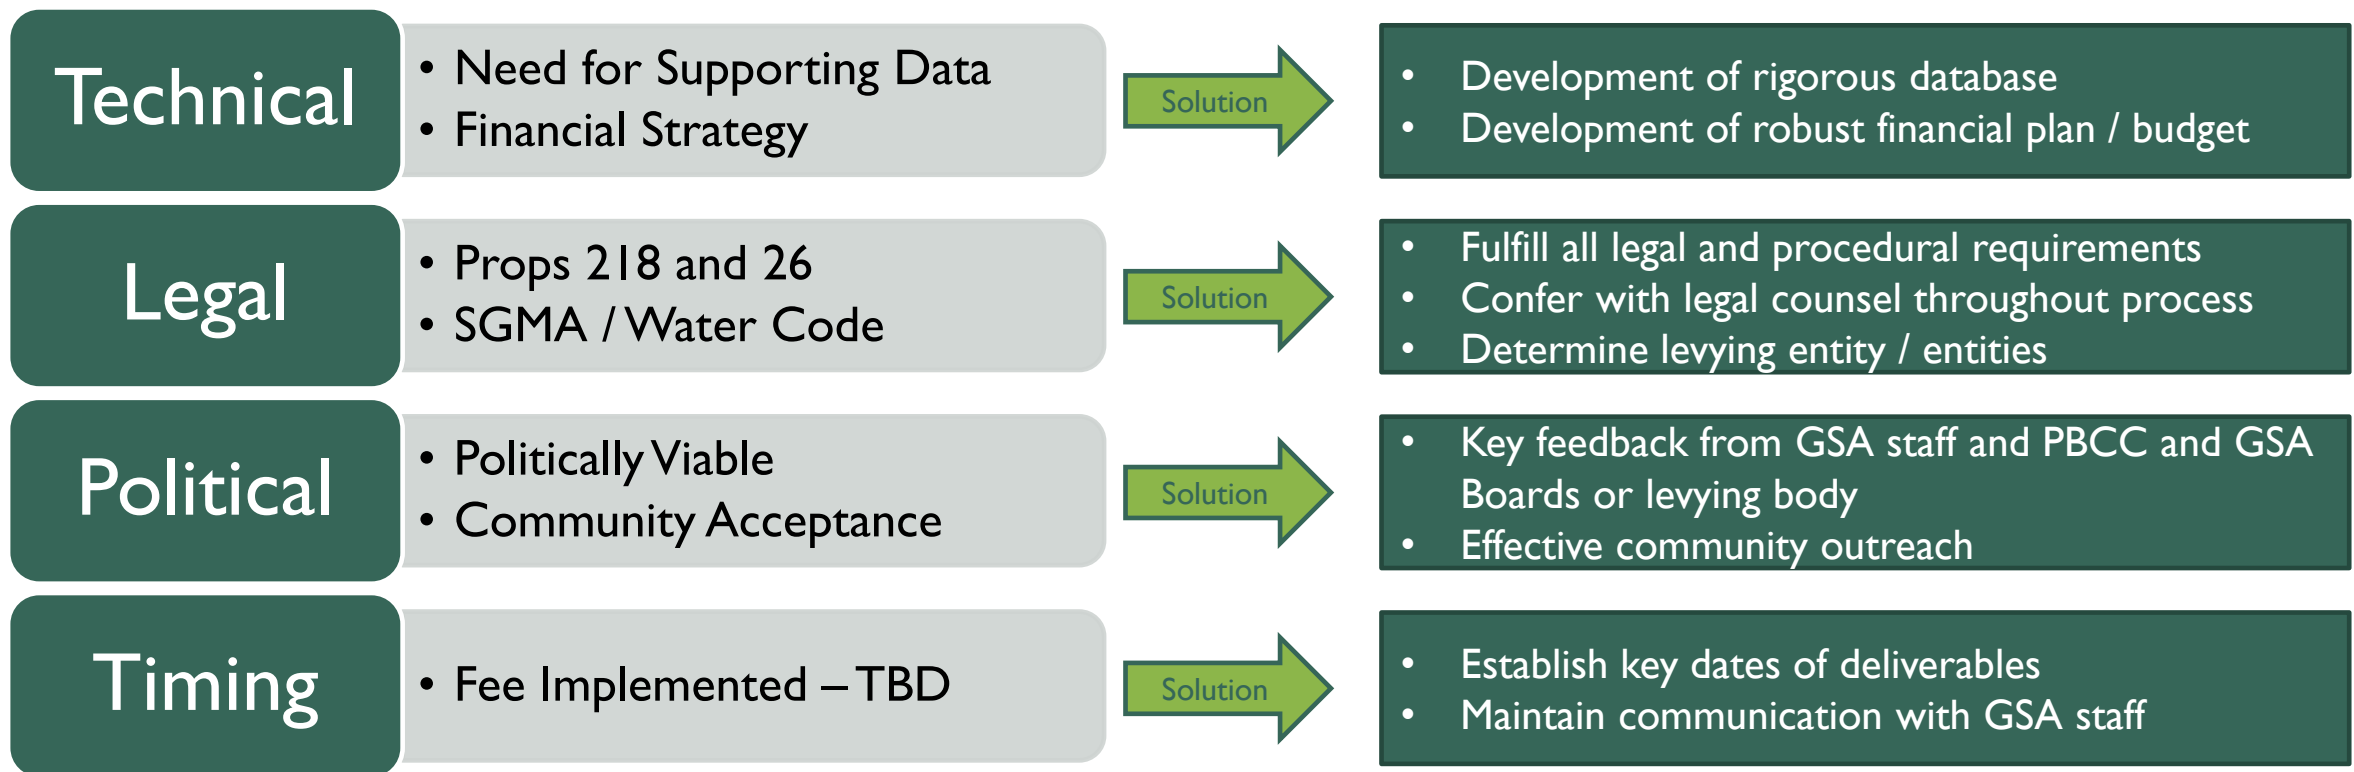 Technical
• Need for Supporting Data
• Financial Strategy
Solution
• Development of rigorous database
• Development of robust financial plan / budget
Legal
• Props 218 and 26
• SGMA / Water Code
Solution
• Fulfill all legal and procedural requirements
• Confer with legal counsel throughout process
• Determine levying entity / entities
Political
• Politically Viable
• Community Acceptance
Solution
• Key feedback from GSA staff and PBCC and GSA
Boards or levying body
• Effective community outreach
Timing
• Fee Implemented – TBD
Solution
• Establish key dates of deliverables
• Maintain communication with GSA staff